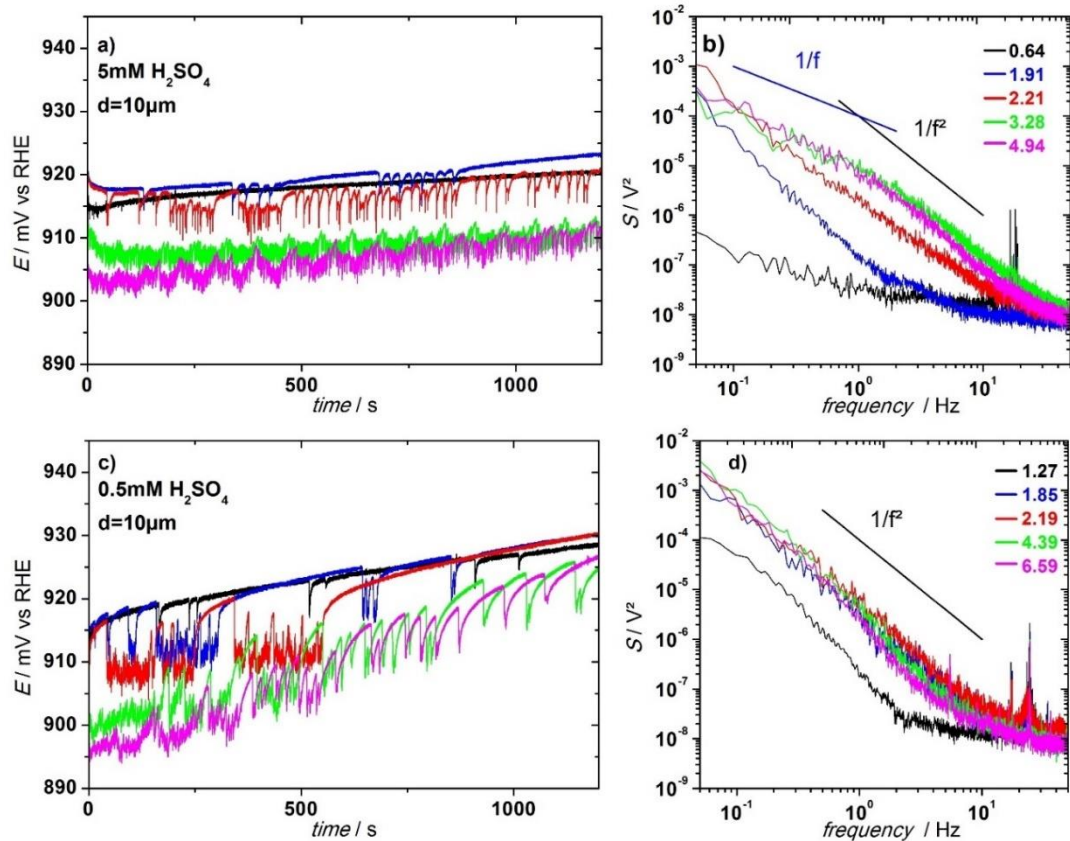 a)
5mM H₂SO₄
d=10µm
940
930
920
910
900
890
E / mV vs RHE
0
500
1000
time / s
b)
1/f
1/f²
0.64
1.91
2.21
3.28
4.94
10⁻²
10⁻³
10⁻⁴
10⁻⁵
10⁻⁶
10⁻⁷
10⁻⁸
10⁻⁹
S / V²
10⁻¹
10⁰
10¹
frequency / Hz
c)
0.5mM H₂SO₄
d=10µm
940
930
920
910
900
890
E / mV vs RHE
0
500
1000
time / s
d)
1/f²
1.27
1.85
2.19
4.39
6.59
10⁻²
10⁻³
10⁻⁴
10⁻⁵
10⁻⁶
10⁻⁷
10⁻⁸
10⁻⁹
S / V²
10⁻¹
10⁰
10¹
frequency / Hz